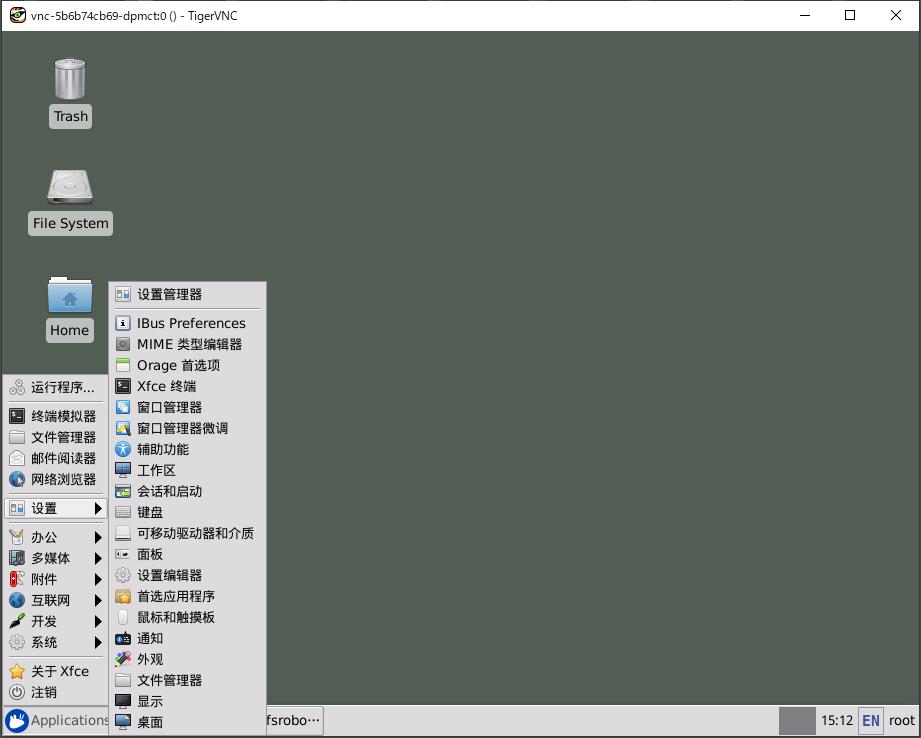 vnc-5b6b74cb69-dpmct:0 () - TigerVNC
Trash
File System
Home
设置管理器
IBus Preferences
MIME 类型编辑器
Orage 首选项
Xfce 终端
窗口管理器
窗口管理器微调
辅助功能
工作区
会话和启动
键盘
可移动驱动器和介质
面板
设置编辑器
首选应用程序
鼠标和触摸板
通知
外观
文件管理器
显示
桌面
运行程序...
终端模拟器
文件管理器
邮件阅读器
网络浏览器
设置
办公
多媒体
附件
互联网
开发
系统
关于 Xfce
注销
Applications
fsrobo…
15:12
EN
root